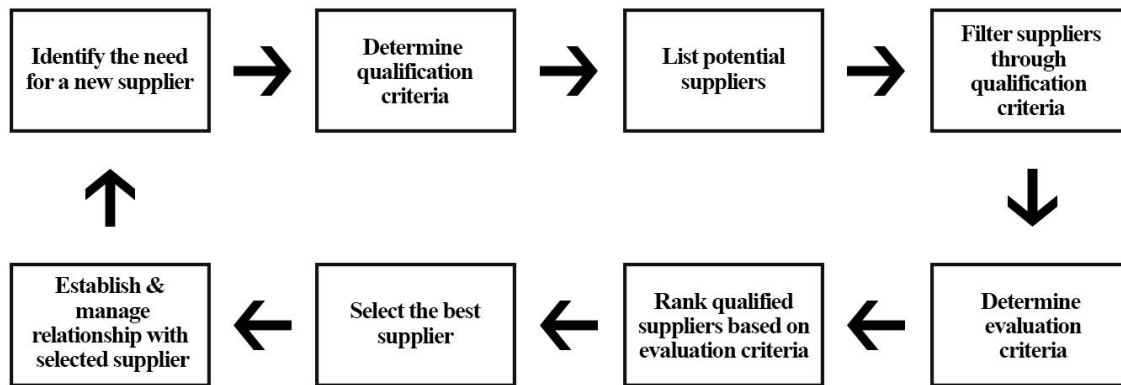 Identify the need
for a new supplier
Determine
qualification
criteria
List potential
suppliers
Filter suppliers
through
qualification
criteria
Establish &
manage
relationship with
selected supplier
Select the best
supplier
Rank qualified
suppliers based on
evaluation criteria
Determine
evaluation
criteria